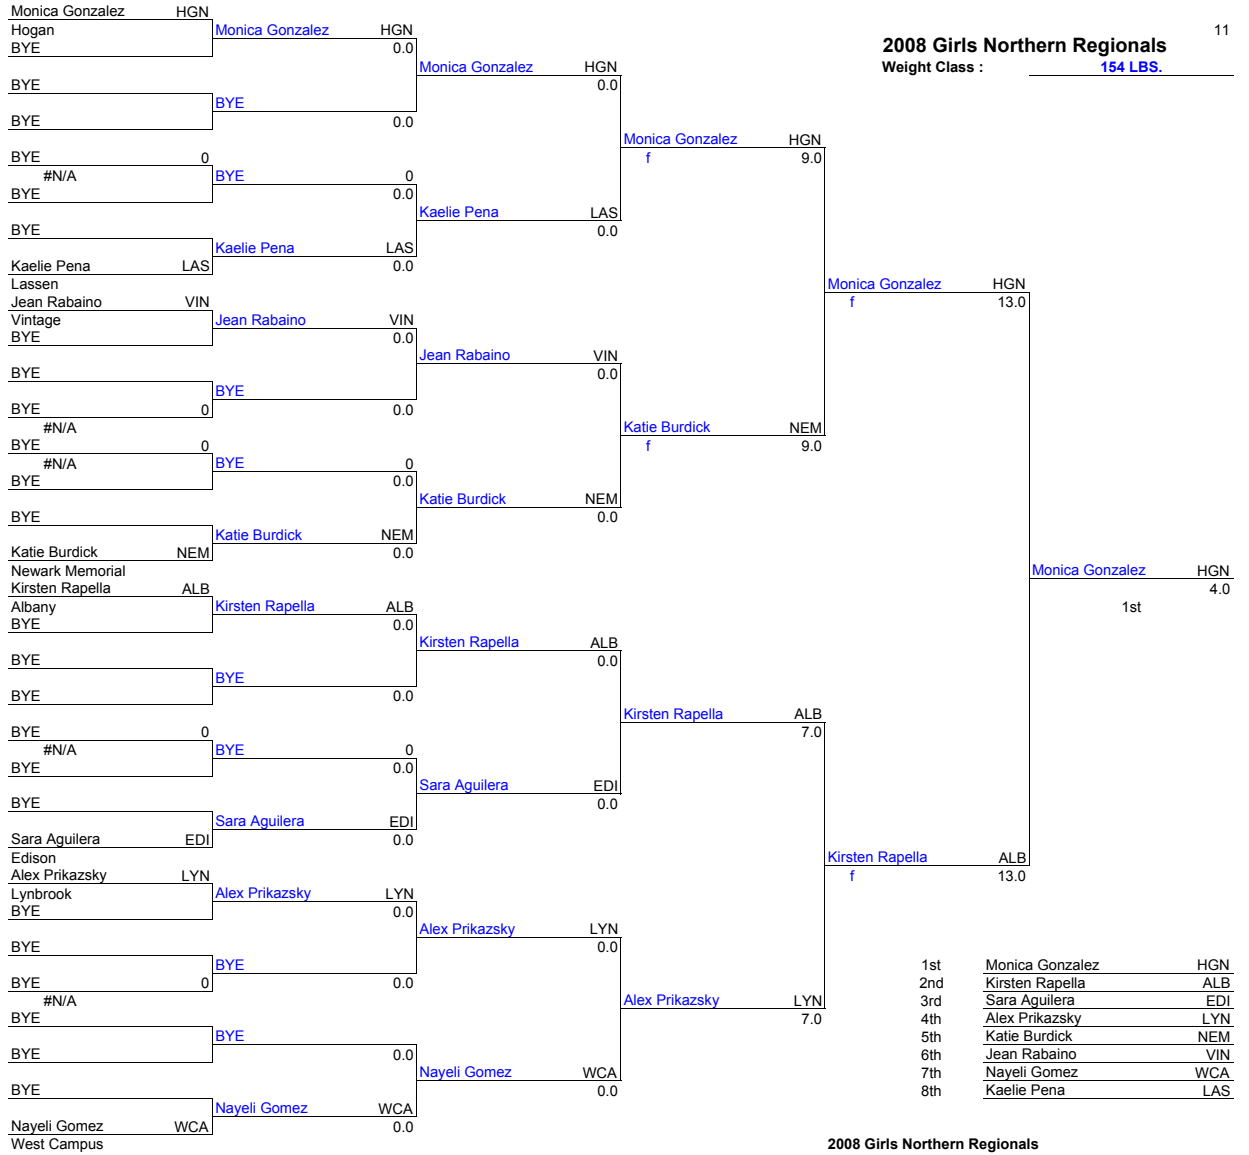 Monica Gonzalez HGN
Hogan Monica Gonzalez HGN 11
BYE 0.0 2008 Girls Northern Regionals
Monica Gonzalez HGN Weight Class : 154 LBS.
BYE 0.0
BYE
BYE 0.0
Monica Gonzalez HGN
BYE 0 f 9.0
#N/A BYE 0
BYE 0.0
Kaelie Pena LAS
BYE 0.0
Kaelie Pena LAS
Kaelie Pena LAS 0.0
Lassen Monica Gonzalez HGN
Jean Rabaino VIN f 13.0
Vintage Jean Rabaino VIN
BYE 0.0
Jean Rabaino VIN
BYE 0.0
BYE
BYE 0 0.0
#N/A Katie Burdick NEM
BYE 0 f 9.0
#N/A BYE 0
BYE 0.0
Katie Burdick NEM
BYE 0.0
Katie Burdick NEM
Katie Burdick NEM 0.0
Newark Memorial Monica Gonzalez HGN
Kirsten Rapella ALB 4.0
Albany Kirsten Rapella ALB 1st
BYE 0.0
Kirsten Rapella ALB
BYE 0.0
BYE
BYE 0.0
Kirsten Rapella ALB
BYE 0 7.0
#N/A BYE 0
BYE 0.0
Sara Aguilera EDI
BYE 0.0
Sara Aguilera EDI
Sara Aguilera EDI 0.0
Edison Kirsten Rapella ALB
Alex Prikazsky LYN f 13.0
Lynbrook Alex Prikazsky LYN
BYE 0.0
Alex Prikazsky LYN
BYE 0.0
BYE 1st Monica Gonzalez HGN
BYE 0 0.0 2nd Kirsten Rapella ALB
#N/A Alex Prikazsky LYN 3rd Sara Aguilera EDI
BYE 7.0 4th Alex Prikazsky LYN
BYE 5th Katie Burdick NEM
BYE 0.0 6th Jean Rabaino VIN
Nayeli Gomez WCA 7th Nayeli Gomez WCA
BYE 0.0 8th Kaelie Pena LAS
Nayeli Gomez WCA
Nayeli Gomez WCA 0.0
West Campus 2008 Girls Northern Regionals